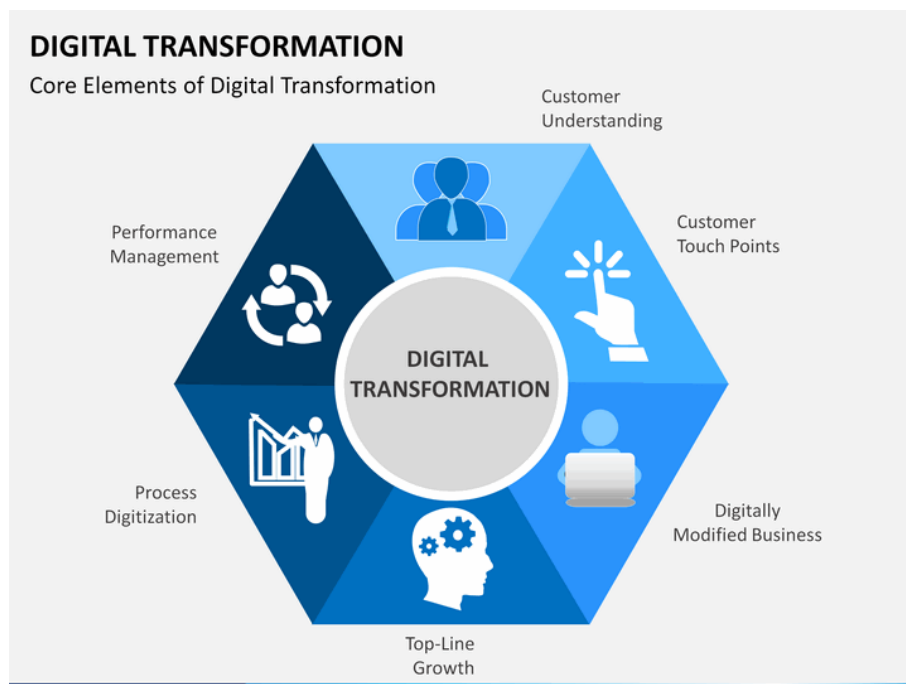 DIGITAL TRANSFORMATION
Core Elements of Digital Transformation
Customer
Understanding
Customer
Touch Points
Performance
Management
DIGITAL
TRANSFORMATION
Process
Digitization
Digitally
Modified Business
Top-Line
Growth